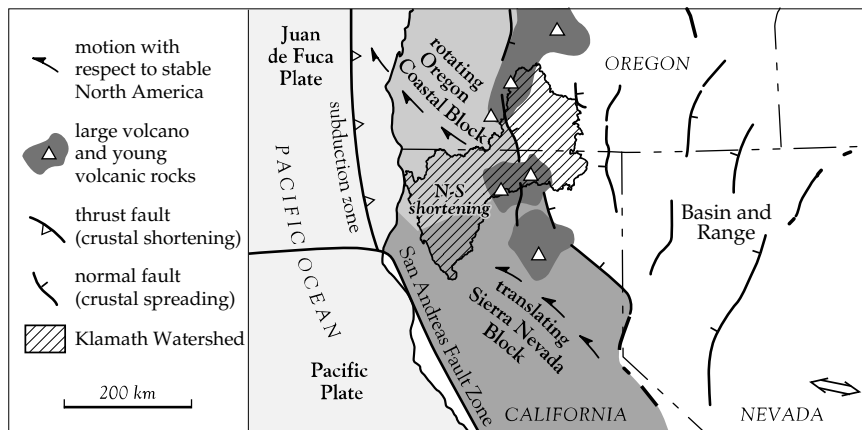 motion with
respect to stable
North America
large volcano
and young
volcanic rocks
thrust fault
(crustal shortening)
normal fault
(crustal spreading)
Klamath Watershed
200 km
Juan
de Fuca
Plate
subduction zone
PACIFIC OCEAN
Pacific
Plate
rotating
Oregon
Coastal Block
OREGON
N-S
shortening
San Andreas Fault Zone
translating
Sierra Nevada
Block
Basin and
Range
CALIFORNIA
NEVADA